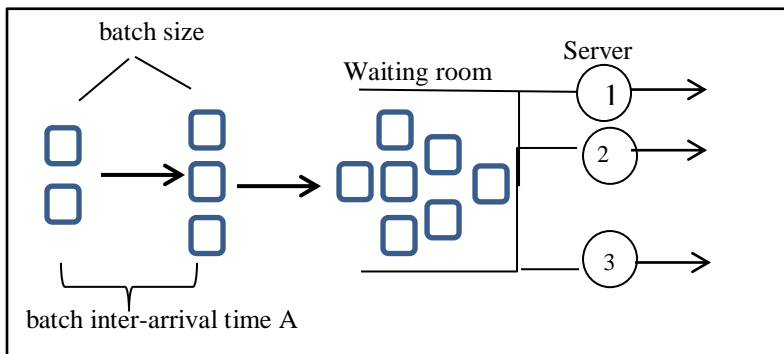 batch size
Waiting room
Server
1
2
3
batch inter-arrival time A